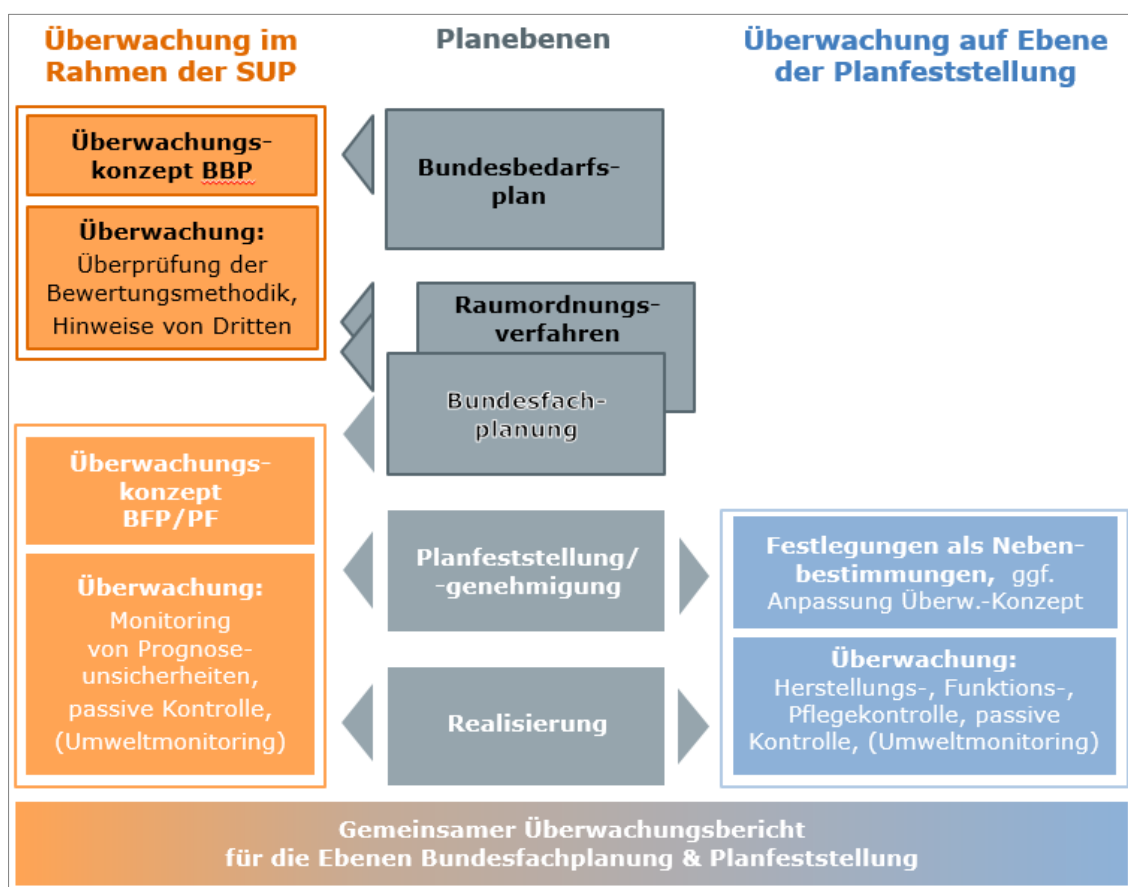 Überwachung im
Rahmen der SUP
Planebenen
Überwachung auf Ebene
der Planfeststellung
Überwachungs-
konzept BBP
Überwachung:
Überprüfung der
Bewertungsmethodik,
Hinweise von Dritten
Bundesbedarfs-
plan
Raumordnungs-
verfahren
Bundesfach-
planung
Überwachungs-
konzept
BFP/PF
Überwachung:
Monitoring
von Prognose-
unsicherheiten,
passive Kontrolle,
(Umweltmonitoring)
Planfeststellung/
-genehmigung
Realisierung
Festlegungen als Neben-
bestimmungen, ggf.
Anpassung Überw.-Konzept
Überwachung:
Herstellungs-, Funktions-,
Pflegekontrolle, passive
Kontrolle, (Umweltmonitoring)
Gemeinsamer Überwachungsbericht
für die Ebenen Bundesfachplanung & Planfeststellung